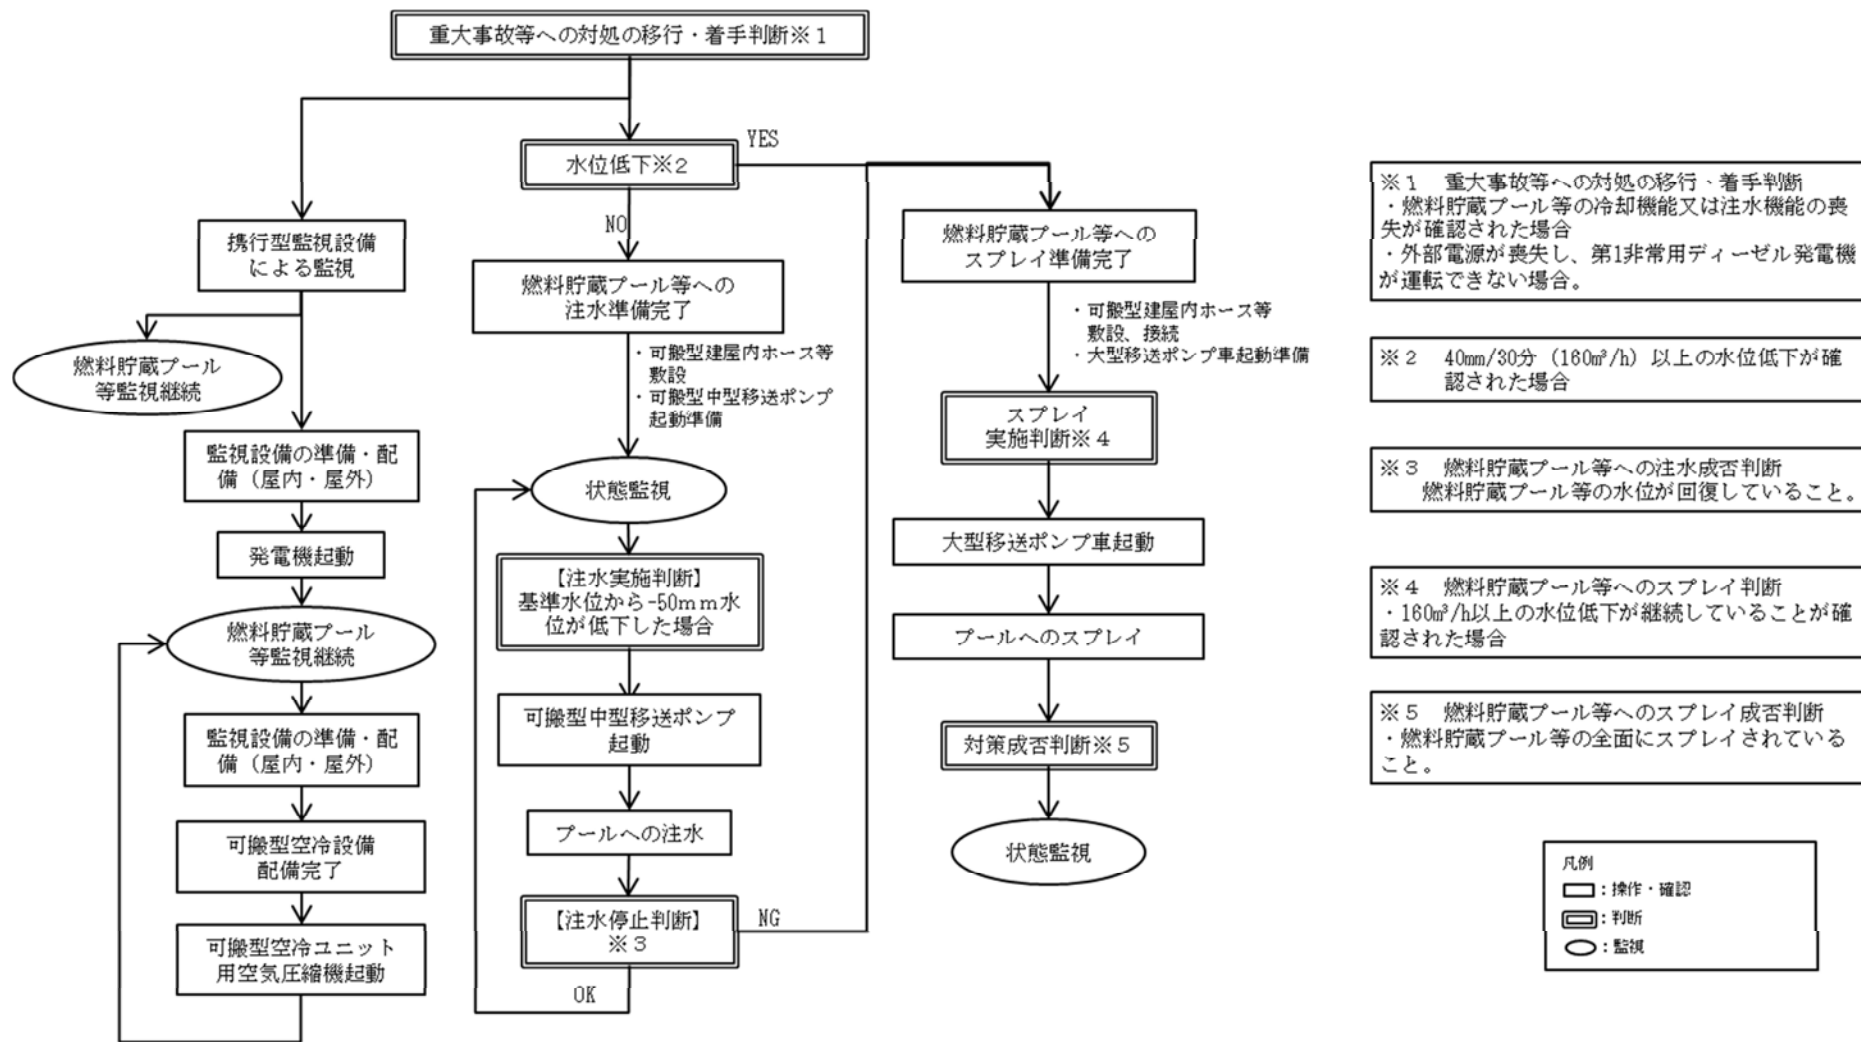 重大事故等への対処の移行・着手判断※1
水位低下※2
YES
NO
携行型監視設備
による監視
燃料貯蔵プール
等監視継続
監視設備の準備・配
備（屋内・屋外）
発電機起動
燃料貯蔵プール
等監視継続
監視設備の準備・配
備（屋内・屋外）
可搬型空冷設備
配備完了
可搬型空冷ユニット
用空気圧縮機起動
燃料貯蔵プール等への
注水準備完了
・可搬型建屋内ホース等
敷設
・可搬型中型移送ポンプ
起動準備
状態監視
【注水実施判断】
基準水位から-50mm水
位が低下した場合
可搬型中型移送ポンプ
起動
プールへの注水
【注水停止判断】
※3
NG
OK
燃料貯蔵プール等への
スプレイ準備完了
・可搬型建屋内ホース等
敷設、接続
・大型移送ポンプ車起動準備
スプレイ
実施判断※4
大型移送ポンプ車起動
プールへのスプレイ
対策成否判断※5
状態監視
※1　重大事故等への対処の移行・着手判断
・燃料貯蔵プール等の冷却機能又は注水機能の喪
失が確認された場合
・外部電源が喪失し、第1非常用ディーゼル発電機
が運転できない場合。
※2　40mm/30分（160m³/h）以上の水位低下が確
認された場合
※3　燃料貯蔵プール等への注水成否判断
燃料貯蔵プール等の水位が回復していること。
※4　燃料貯蔵プール等へのスプレイ判断
・160m³/h以上の水位低下が継続していることが確
認された場合
※5　燃料貯蔵プール等へのスプレイ成否判断
・燃料貯蔵プール等の全面にスプレイされている
こと。
凡例
：操作・確認
：判断
：監視